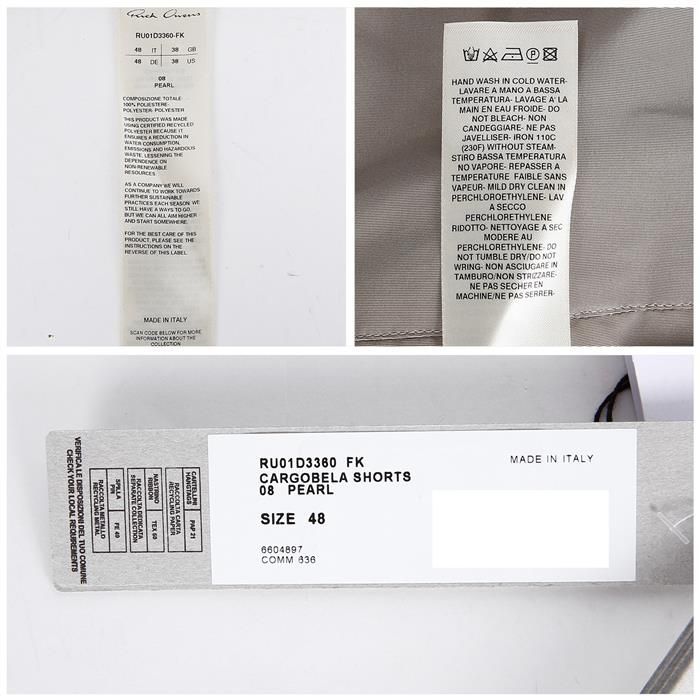 Rick Owens
RU01D3360-FK
48 IT 38 GB
48 DE 38 US
08
PEARL
COMPOSIZIONE TOTALE
100% POLIESTERE-
POLYESTER- POLYESTER
THIS PRODUCT WAS MADE
USING CERTIFIED RECYCLED
POLYESTER BECAUSE IT
ENSURES A REDUCTION IN
WATER CONSUMPTION,
EMISSIONS AND HAZARDOUS
WASTE, LESSENING THE
DEPENDENCE ON
NON-RENEWABLE
RESOURCES.
AS A COMPANY WE WILL
CONTINUE TO WORK TOWARDS
FURTHER SUSTAINABLE
PRACTICES EACH SEASON. WE
STILL HAVE A WAYS TO GO,
BUT WE CAN ALL AIM HIGHER
AND START SOMEWHERE.
FOR THE BEST CARE OF THIS
PRODUCT, PLEASE SEE THE
INSTRUCTIONS ON THE
REVERSE OF THIS LABEL.
MADE IN ITALY
SCAN CODE BELOW FOR MORE
INFORMATION ABOUT THE
COLLECTION
HAND WASH IN COLD WATER-
LAVARE A MANO A BASSA
TEMPERATURA- LAVAGE A' LA
MAIN EN EAU FROIDE- DO
NOT BLEACH- NON
CANDEGGIARE- NE PAS
JAVELLISER- IRON 110C
(230F) WITHOUT STEAM-
STIRO BASSA TEMPERATURA
NO VAPORE- REPASSER A
TEMPERATURE FAIBLE SANS
VAPEUR- MILD DRY CLEAN IN
PERCHLOROETHYLENE- LAV
A SECCO
PERCHLORETHYLENE
RIDOTTO- NETTOYAGE A SEC
MODERE AU
PERCHLORETHYLENE- DO
NOT TUMBLE DRY/DO NOT
WRING- NON ASCIUGARE IN
TAMBURO/NON STRIZZARE-
NE PAS SECHER EN
MACHINE/NE PAS SERRER-
VERIFICA LE DISPOSIZIONI DEL TUO COMUNE
CHECK YOUR LOCAL REQUIREMENTS
CARTELLINI
HANGTAGS
PAP 21
RACCOLTA CARTA
RECYCLING PAPER
NASTRINO
RIBBON
TEX 60
RACCOLTA DEDICATA
SEPARATE COLLECTION
SPILLA
PIN
FE 40
RACCOLTA METALLO
RECYCLING METAL
RU01D3360 FK
CARGOBELA SHORTS
08 PEARL
MADE IN ITALY
SIZE 48
6604897
COMM 636